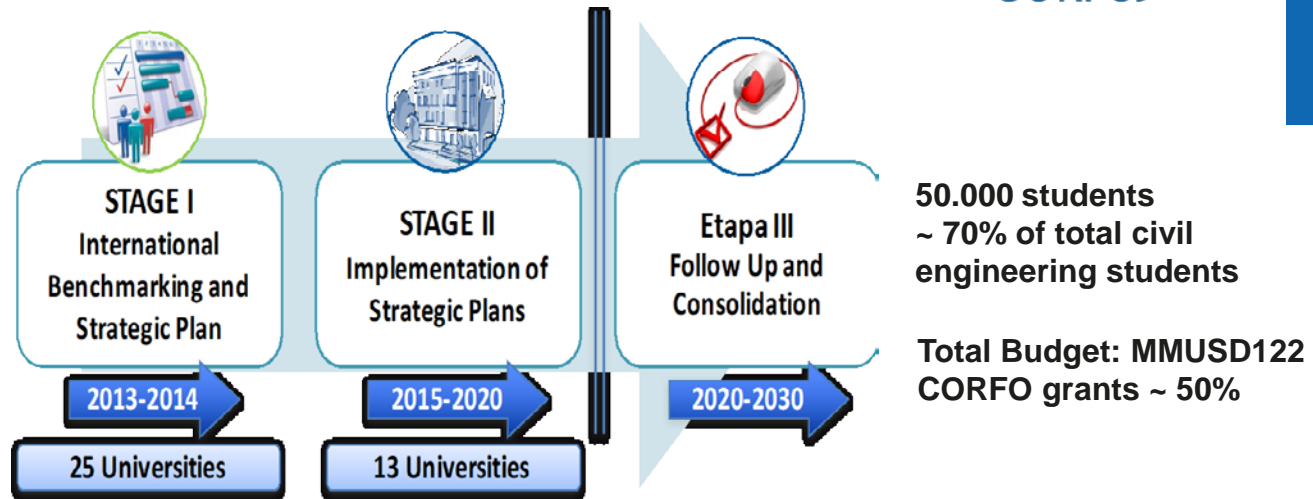 STAGE I
International
Benchmarking and
Strategic Plan
2013-2014
25 Universities
STAGE II
Implementation of
Strategic Plans
2015-2020
13 Universities
Etapa III
Follow Up and
Consolidation
2020-2030
50.000 students
~ 70% of total civil
engineering students
Total Budget: MMUSD122
CORFO grants ~ 50%